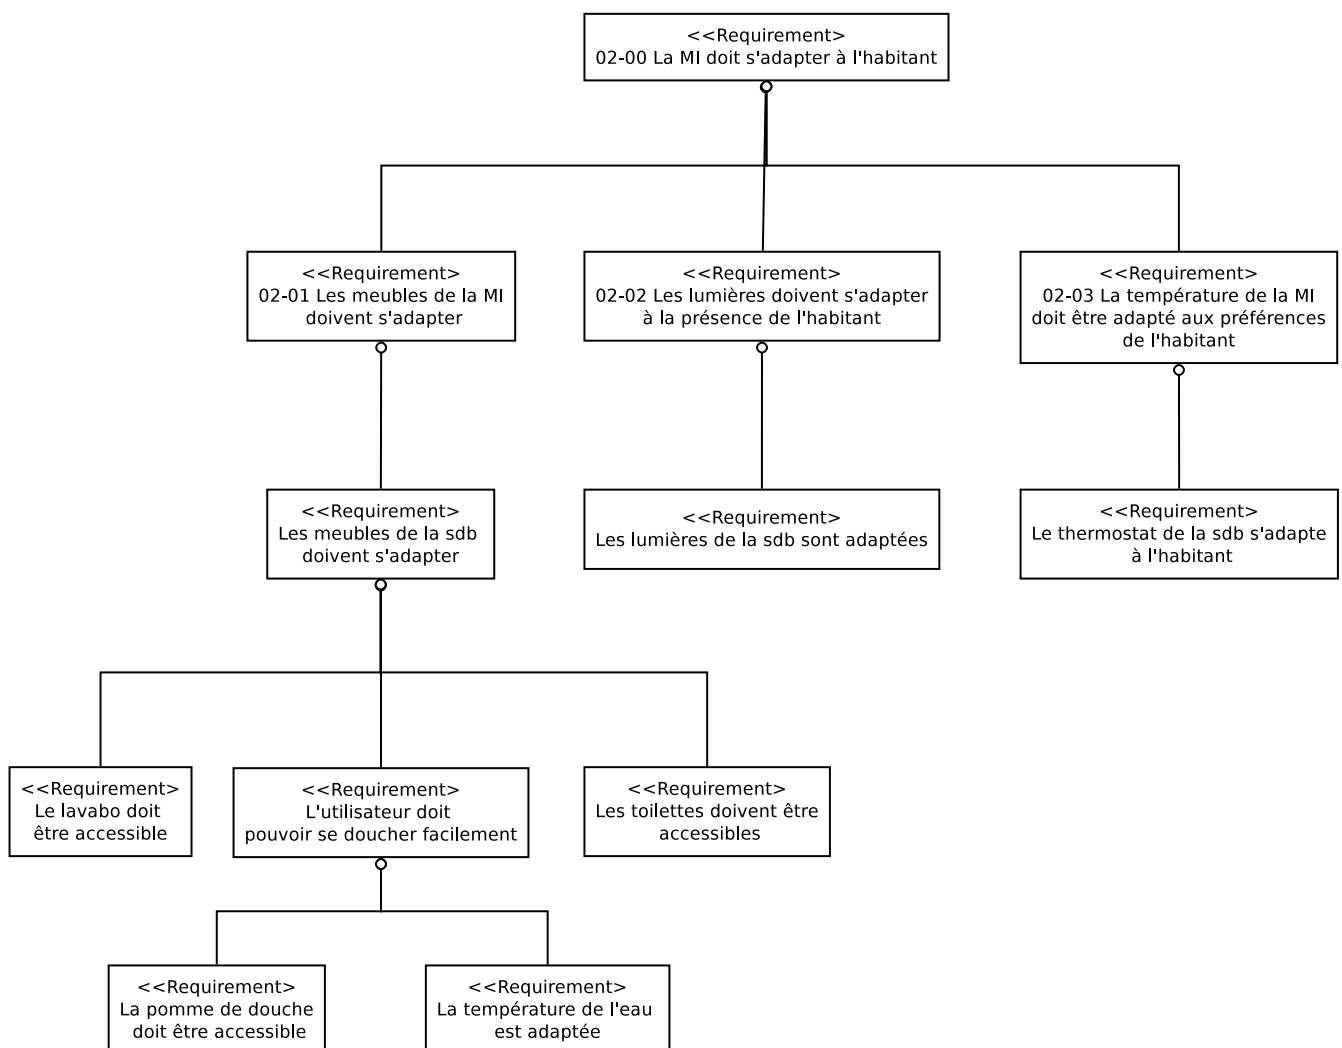 <<Requirement>
02-00 La MI doit s'adapter à l'habitant
<<Requirement>
02-01 Les meubles de la MI
doivent s'adapter
<<Requirement>
02-02 Les lumières doivent s'adapter
à la présence de l'habitant
<<Requirement>
02-03 La température de la MI
doit être adapté aux préférences
de l'habitant
<<Requirement>
Les meubles de la sdb
doivent s'adapter
<<Requirement>
Les lumières de la sdb sont adaptées
<<Requirement>
Le thermostat de la sdb s'adapte
à l'habitant
<<Requirement>
Le lavabo doit
être accessible
<<Requirement>
L'utilisateur doit
pouvoir se doucher facilement
<<Requirement>
Les toilettes doivent être
accessibles
<<Requirement>
La pomme de douche
doit être accessible
<<Requirement>
La température de l'eau
est adaptée